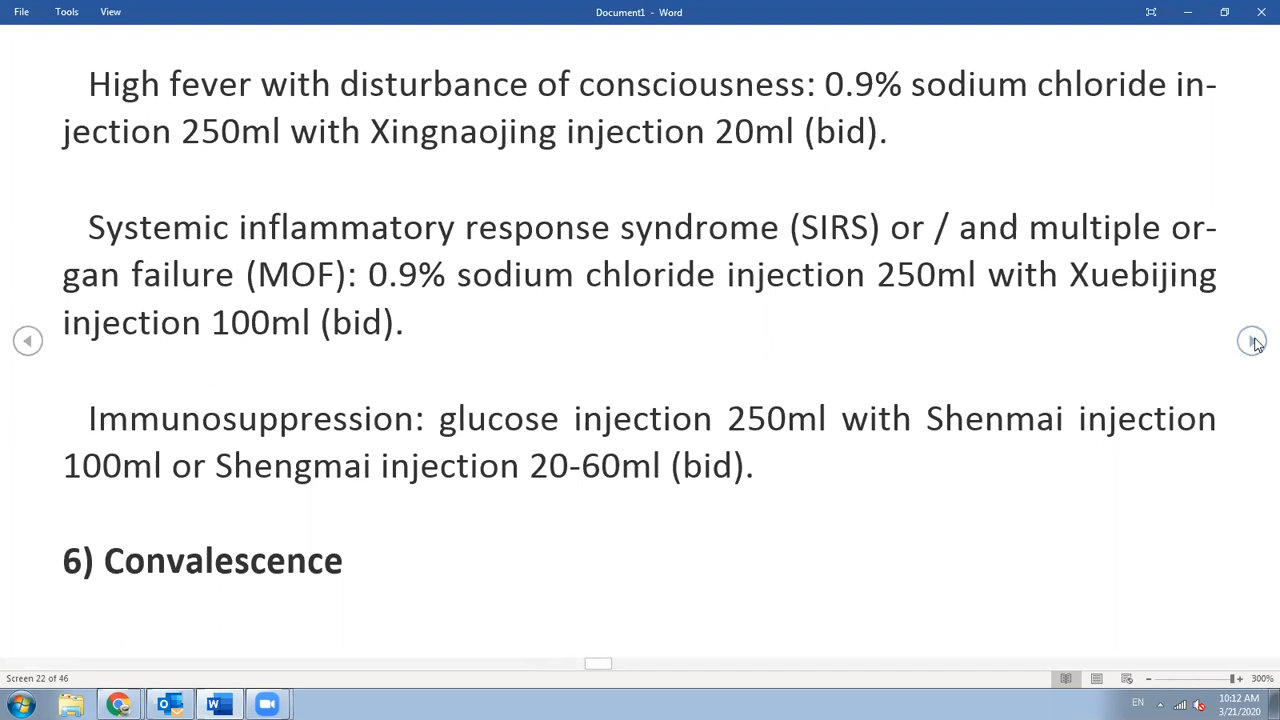 File Tools View Document1 - Word
High fever with disturbance of consciousness: 0.9% sodium chloride in-
jection 250ml with Xingnaojing injection 20ml (bid).
Systemic inflammatory response syndrome (SIRS) or / and multiple or-
gan failure (MOF): 0.9% sodium chloride injection 250ml with Xuebijing
injection 100ml (bid).
Immunosuppression: glucose injection 250ml with Shenmai injection
100ml or Shengmai injection 20-60ml (bid).
6) Convalescence
Screen 22 of 46 300%
EN 10:12 AM
3/21/2020